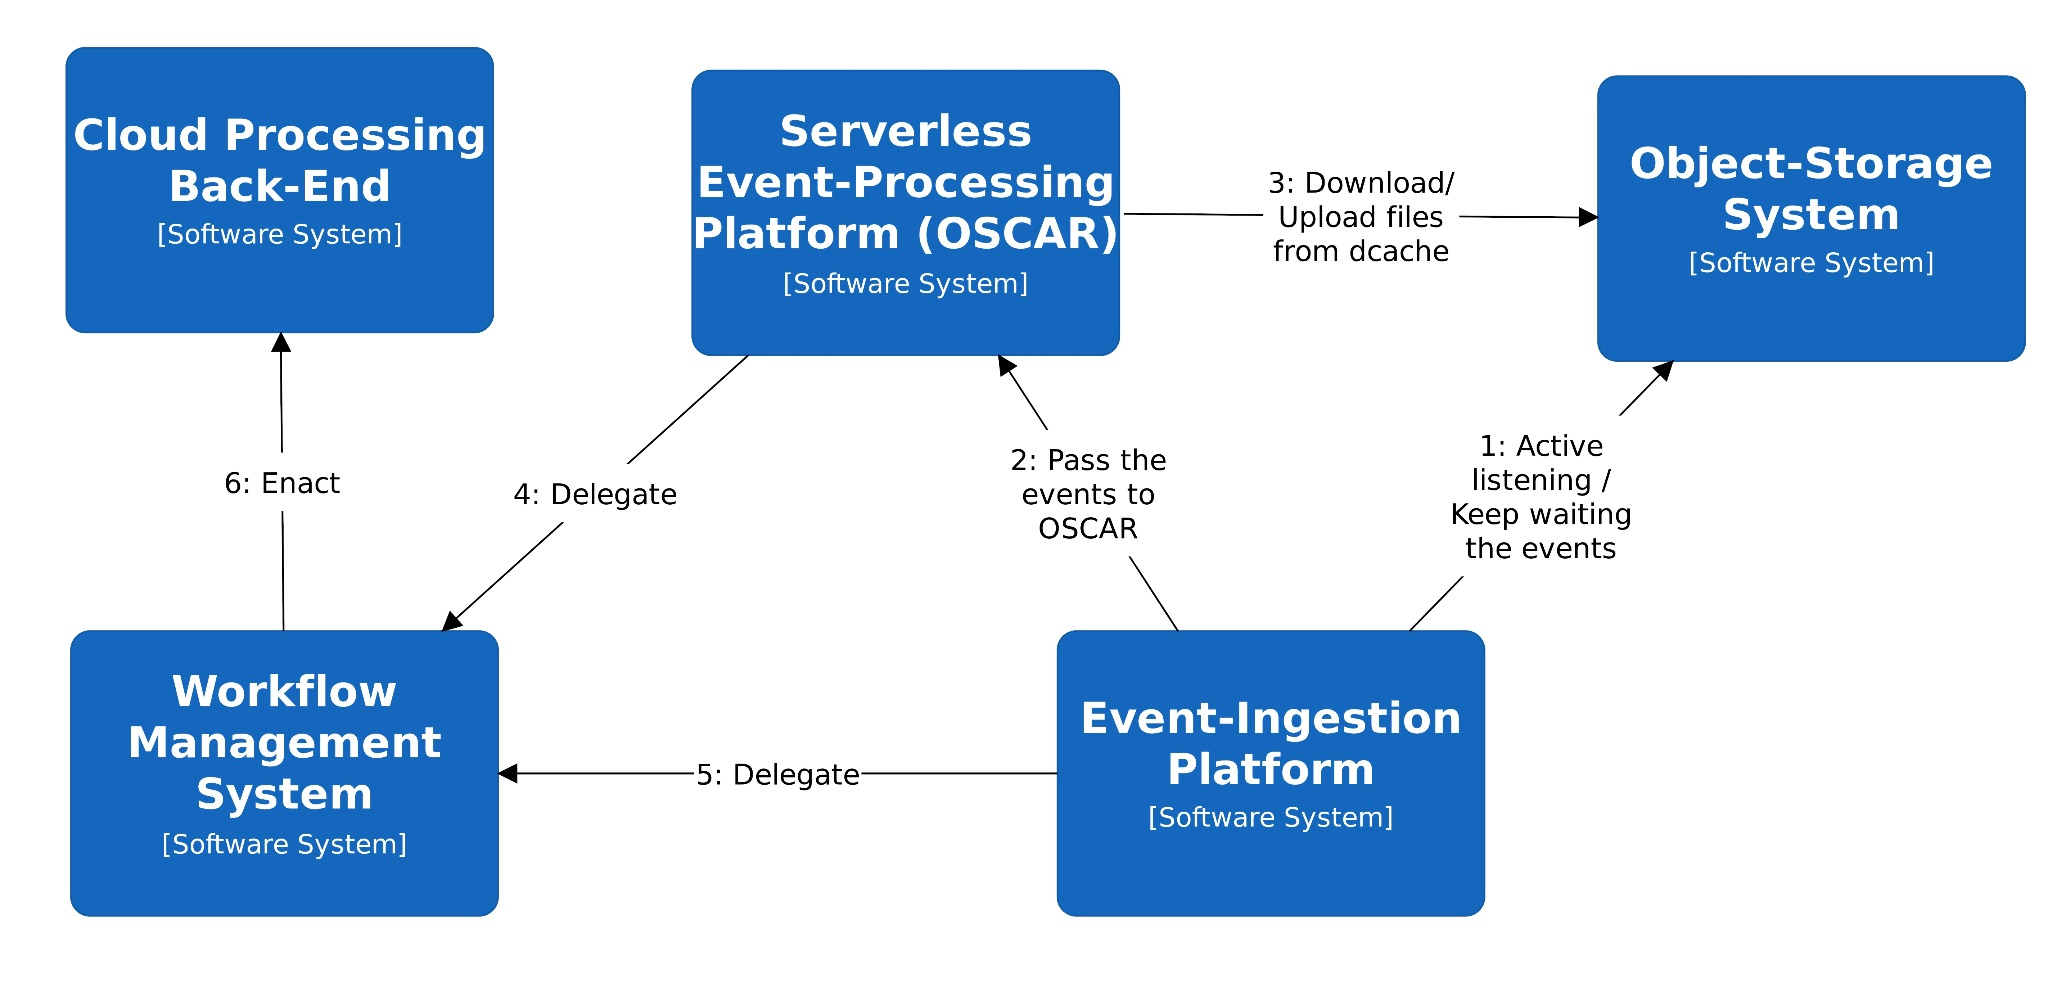 Cloud Processing
Back-End
[Software System]
Serverless
Event-Processing
Platform (OSCAR)
[Software System]
3: Download/
Upload files
from dcache
Object-Storage
System
[Software System]
6: Enact
4: Delegate
2: Pass the
events to
OSCAR
1: Active
listening /
Keep waiting
the events
Workflow
Management
System
[Software System]
5: Delegate
Event-Ingestion
Platform
[Software System]